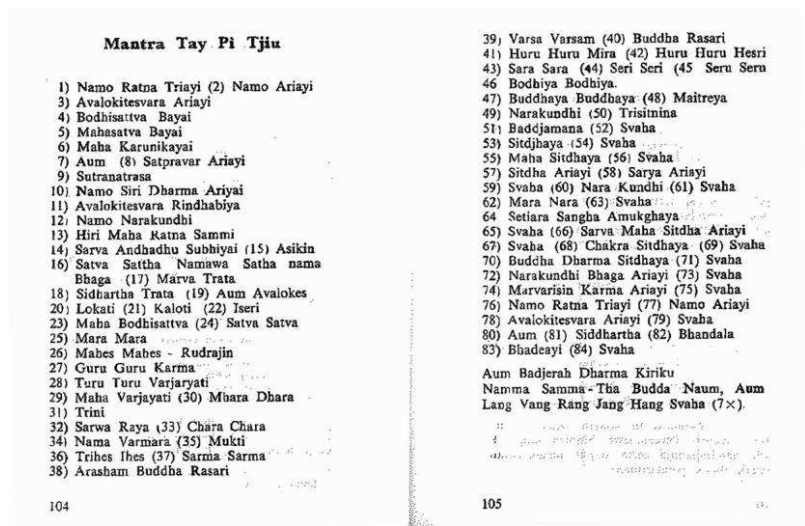 Mantra Tay Pi Tjiu
1) Namo Ratna Triayi (2) Namo Ariayi
3) Avalokitesvara Ariayi
4) Bodhisattva Bayai
5) Mahasatva Bayai
6) Maha Karunikayai
7) Aum (8) Satpravar Ariayi
9) Sutranatrasa
10) Namo Siri Dharma Ariyai
11) Avalokitesvara Rindhabiya
12) Namo Narakundhi
13) Hiri Maha Ratna Sammi
14) Sarva Andhadhu Subhiyai (15) Asikin
16) Satva Sattha Namawa Satha nama
Bhaga (17) Marva Trata
18) Sidhartha Trata (19) Aum Avalokes
20) Lokati (21) Kaloti (22) Iseri
23) Maha Bodhisattva (24) Satva Satva
25) Mara Mara
26) Mahes Mahes - Rudrajin
27) Guru Guru Karma
28) Turu Turu Varjaryati
29) Maha Varjayati (30) Mhara Dhara
31) Trini
32) Sarwa Raya (33) Chara Chara
34) Nama Varmara (35) Mukti
36) Trihes Ihes (37) Sarma Sarma
38) Arasham Buddha Rasari
104
39) Varsa Varsam (40) Buddha Rasari
41) Huru Huru Mira (42) Huru Huru Hesri
43) Sara Sara (44) Seri Seri (45 Seru Seru
46 Bodhiya Bodhiya.
47) Buddhaya Buddhaya (48) Maitreya
49) Narakundhi (50) Trisitnina
51) Baddjamana (52) Svaha
53) Sitdjhaya (54) Svaha
55) Maha Sitdhaya (56) Svaha
57) Sitdha Ariayi (58) Sarya Ariayi
59) Svaha (60) Nara Kundhi (61) Svaha
62) Mara Nara (63) Svaha
64 Setiara Sangha Amukghaya
65) Svaha (66) Sarva Maha Sitdha Ariayi
67) Svaha (68) Chakra Sitdhaya (69) Svaha
70) Buddha Dharma Sitdhaya (71) Svaha
72) Narakundhi Bhaga Ariayi (73) Svaha
74) Marvarisin Karma Ariayi (75) Svaha
76) Namo Ratna Triayi (77) Namo Ariayi
78) Avalokitesvara Ariayi (79) Svaha
80) Aum (81) Siddhartha (82) Bhandala
83) Bhadeayi (84) Svaha
Aum Badjerah Dharma Kiriku
Namma Samma-Tha Budda Naum, Aum
Lang Vang Rang Jang Hang Svaha (7×).
105